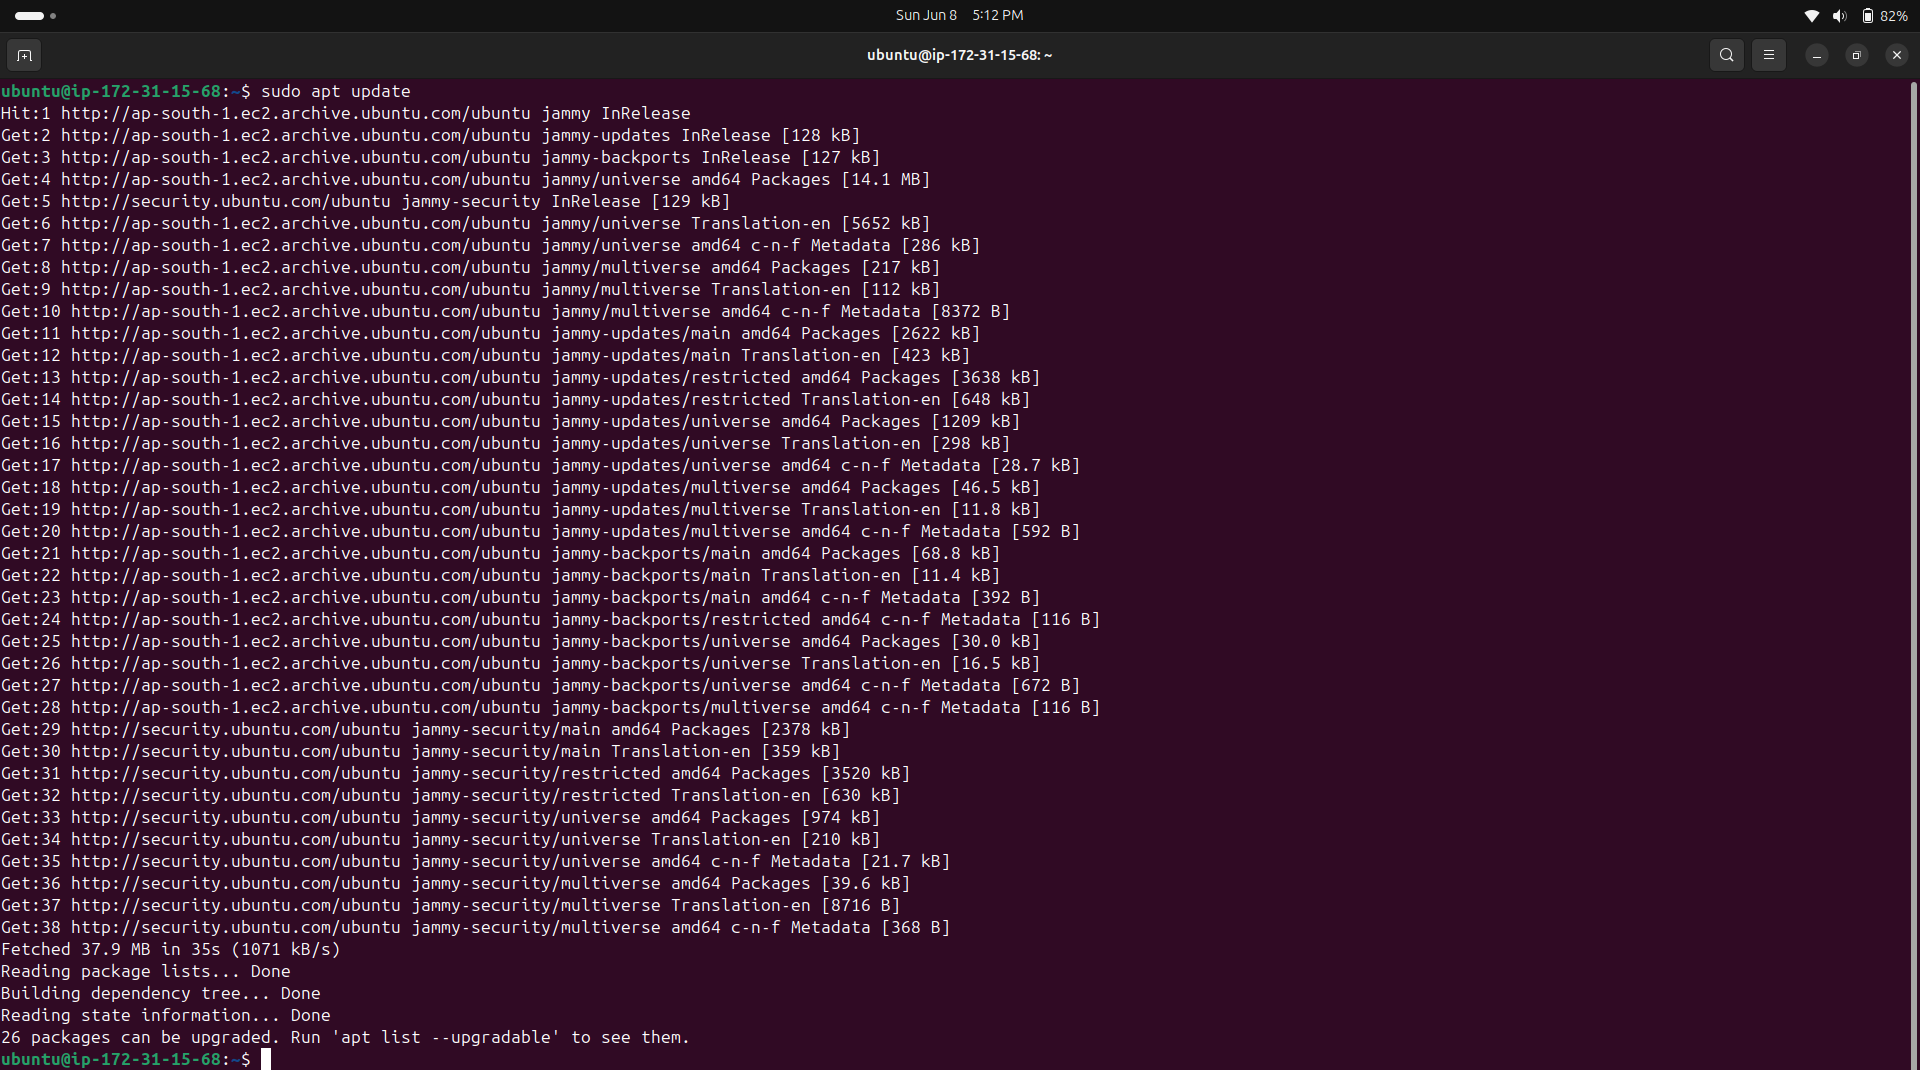 Sun Jun 8 5:12 PM
82%
ubuntu@ip-172-31-15-68: ~
ubuntu@ip-172-31-15-68:~$ sudo apt update
Hit:1 http://ap-south-1.ec2.archive.ubuntu.com/ubuntu jammy InRelease
Get:2 http://ap-south-1.ec2.archive.ubuntu.com/ubuntu jammy-updates InRelease [128 kB]
Get:3 http://ap-south-1.ec2.archive.ubuntu.com/ubuntu jammy-backports InRelease [127 kB]
Get:4 http://ap-south-1.ec2.archive.ubuntu.com/ubuntu jammy/universe amd64 Packages [14.1 MB]
Get:5 http://security.ubuntu.com/ubuntu jammy-security InRelease [129 kB]
Get:6 http://ap-south-1.ec2.archive.ubuntu.com/ubuntu jammy/universe Translation-en [5652 kB]
Get:7 http://ap-south-1.ec2.archive.ubuntu.com/ubuntu jammy/universe amd64 c-n-f Metadata [286 kB]
Get:8 http://ap-south-1.ec2.archive.ubuntu.com/ubuntu jammy/multiverse amd64 Packages [217 kB]
Get:9 http://ap-south-1.ec2.archive.ubuntu.com/ubuntu jammy/multiverse Translation-en [112 kB]
Get:10 http://ap-south-1.ec2.archive.ubuntu.com/ubuntu jammy/multiverse amd64 c-n-f Metadata [8372 B]
Get:11 http://ap-south-1.ec2.archive.ubuntu.com/ubuntu jammy-updates/main amd64 Packages [2622 kB]
Get:12 http://ap-south-1.ec2.archive.ubuntu.com/ubuntu jammy-updates/main Translation-en [423 kB]
Get:13 http://ap-south-1.ec2.archive.ubuntu.com/ubuntu jammy-updates/restricted amd64 Packages [3638 kB]
Get:14 http://ap-south-1.ec2.archive.ubuntu.com/ubuntu jammy-updates/restricted Translation-en [648 kB]
Get:15 http://ap-south-1.ec2.archive.ubuntu.com/ubuntu jammy-updates/universe amd64 Packages [1209 kB]
Get:16 http://ap-south-1.ec2.archive.ubuntu.com/ubuntu jammy-updates/universe Translation-en [298 kB]
Get:17 http://ap-south-1.ec2.archive.ubuntu.com/ubuntu jammy-updates/universe amd64 c-n-f Metadata [28.7 kB]
Get:18 http://ap-south-1.ec2.archive.ubuntu.com/ubuntu jammy-updates/multiverse amd64 Packages [46.5 kB]
Get:19 http://ap-south-1.ec2.archive.ubuntu.com/ubuntu jammy-updates/multiverse Translation-en [11.8 kB]
Get:20 http://ap-south-1.ec2.archive.ubuntu.com/ubuntu jammy-updates/multiverse amd64 c-n-f Metadata [592 B]
Get:21 http://ap-south-1.ec2.archive.ubuntu.com/ubuntu jammy-backports/main amd64 Packages [68.8 kB]
Get:22 http://ap-south-1.ec2.archive.ubuntu.com/ubuntu jammy-backports/main Translation-en [11.4 kB]
Get:23 http://ap-south-1.ec2.archive.ubuntu.com/ubuntu jammy-backports/main amd64 c-n-f Metadata [392 B]
Get:24 http://ap-south-1.ec2.archive.ubuntu.com/ubuntu jammy-backports/restricted amd64 c-n-f Metadata [116 B]
Get:25 http://ap-south-1.ec2.archive.ubuntu.com/ubuntu jammy-backports/universe amd64 Packages [30.0 kB]
Get:26 http://ap-south-1.ec2.archive.ubuntu.com/ubuntu jammy-backports/universe Translation-en [16.5 kB]
Get:27 http://ap-south-1.ec2.archive.ubuntu.com/ubuntu jammy-backports/universe amd64 c-n-f Metadata [672 B]
Get:28 http://ap-south-1.ec2.archive.ubuntu.com/ubuntu jammy-backports/multiverse amd64 c-n-f Metadata [116 B]
Get:29 http://security.ubuntu.com/ubuntu jammy-security/main amd64 Packages [2378 kB]
Get:30 http://security.ubuntu.com/ubuntu jammy-security/main Translation-en [359 kB]
Get:31 http://security.ubuntu.com/ubuntu jammy-security/restricted amd64 Packages [3520 kB]
Get:32 http://security.ubuntu.com/ubuntu jammy-security/restricted Translation-en [630 kB]
Get:33 http://security.ubuntu.com/ubuntu jammy-security/universe amd64 Packages [974 kB]
Get:34 http://security.ubuntu.com/ubuntu jammy-security/universe Translation-en [210 kB]
Get:35 http://security.ubuntu.com/ubuntu jammy-security/universe amd64 c-n-f Metadata [21.7 kB]
Get:36 http://security.ubuntu.com/ubuntu jammy-security/multiverse amd64 Packages [39.6 kB]
Get:37 http://security.ubuntu.com/ubuntu jammy-security/multiverse Translation-en [8716 B]
Get:38 http://security.ubuntu.com/ubuntu jammy-security/multiverse amd64 c-n-f Metadata [368 B]
Fetched 37.9 MB in 35s (1071 kB/s)
Reading package lists... Done
Building dependency tree... Done
Reading state information... Done
26 packages can be upgraded. Run 'apt list --upgradable' to see them.
ubuntu@ip-172-31-15-68:~$